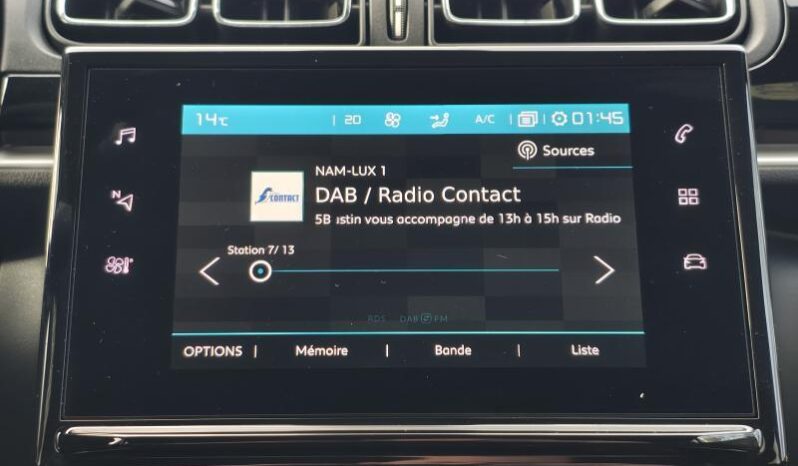 14°C | 20 A/C | | 01:45
Sources
NAM-LUX 1
CONTACT
DAB / Radio Contact
5B ıstin vous accompagne de 13h à 15h sur Radio
Station 7/ 13
RDS DAB FM
OPTIONS | Mémoire | Bande | Liste
N